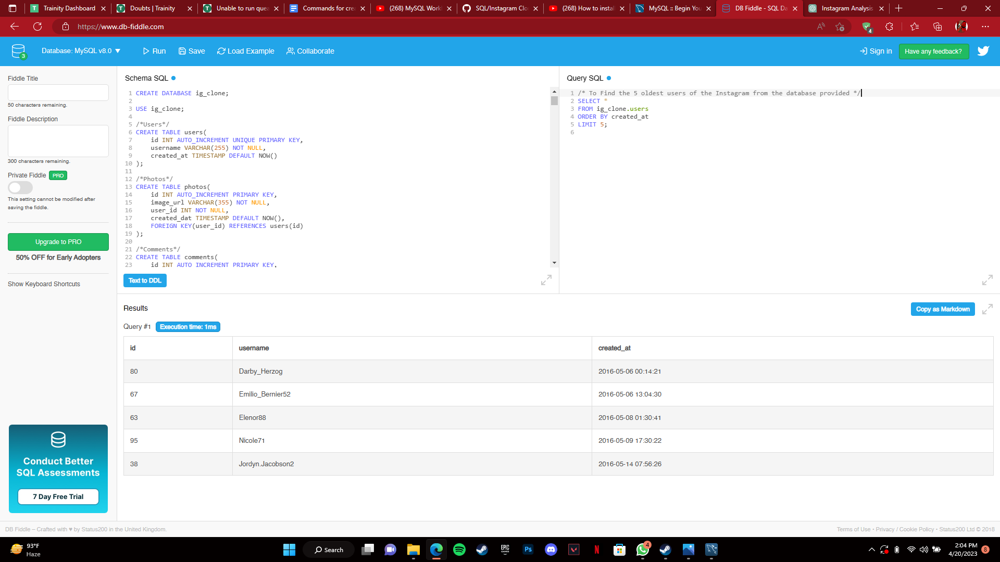 Trainity Dashboard
Doubts | Trainity
Unable to run que
Commands for cre
(268) MySQL Work
SQL/Instagram Clo
(268) How to instal
MySQL :: Begin You
DB Fiddle - SQL Da
Instagram Analysis
https://www.db-fiddle.com
4
3
Database: MySQL v8.0
Run
Save
Load Example
Collaborate
Sign in
Have any feedback?
Fiddle Title
50 characters remaining.
Fiddle Description
300 characters remaining.
Private Fiddle PRO
This setting cannot be modified after
saving the fiddle.
Upgrade to PRO
50% OFF for Early Adopters
Show Keyboard Shortcuts
Conduct Better
SQL Assessments
7 Day Free Trial
Schema SQL
1 CREATE DATABASE ig_clone;
2
3 USE ig_clone;
4
5 /*Users*/
6 CREATE TABLE users(
7 id INT AUTO_INCREMENT UNIQUE PRIMARY KEY,
8 username VARCHAR(255) NOT NULL,
9 created_at TIMESTAMP DEFAULT NOW()
10 );
11
12 /*Photos*/
13 CREATE TABLE photos(
14 id INT AUTO_INCREMENT PRIMARY KEY,
15 image_url VARCHAR(355) NOT NULL,
16 user_id INT NOT NULL,
17 created_dat TIMESTAMP DEFAULT NOW(),
18 FOREIGN KEY(user_id) REFERENCES users(id)
19 );
20
21 /*Comments*/
22 CREATE TABLE comments(
23 id INT AUTO_INCREMENT PRIMARY KEY,
Text to DDL
Query SQL
1 /* To Find the 5 oldest users of the Instagram from the database provided */
2 SELECT *
3 FROM ig_clone.users
4 ORDER BY created_at
5 LIMIT 5;
6
Results
Copy as Markdown
Query #1 Execution time: 1ms
id username created_at
80 Darby_Herzog 2016-05-06 00:14:21
67 Emilio_Bernier52 2016-05-06 13:04:30
63 Elenor88 2016-05-08 01:30:41
95 Nicole71 2016-05-09 17:30:22
38 Jordyn.Jacobson2 2016-05-14 07:56:26
DB Fiddle – Crafted with ♥ by Status200 in the United Kingdom.
Terms of Use • Privacy / Cookie Policy • Status200 Ltd © 2018
93°F
Haze
Search
EPIC
GAMES
Ps
N
4
2:04 PM
4/20/2023
8